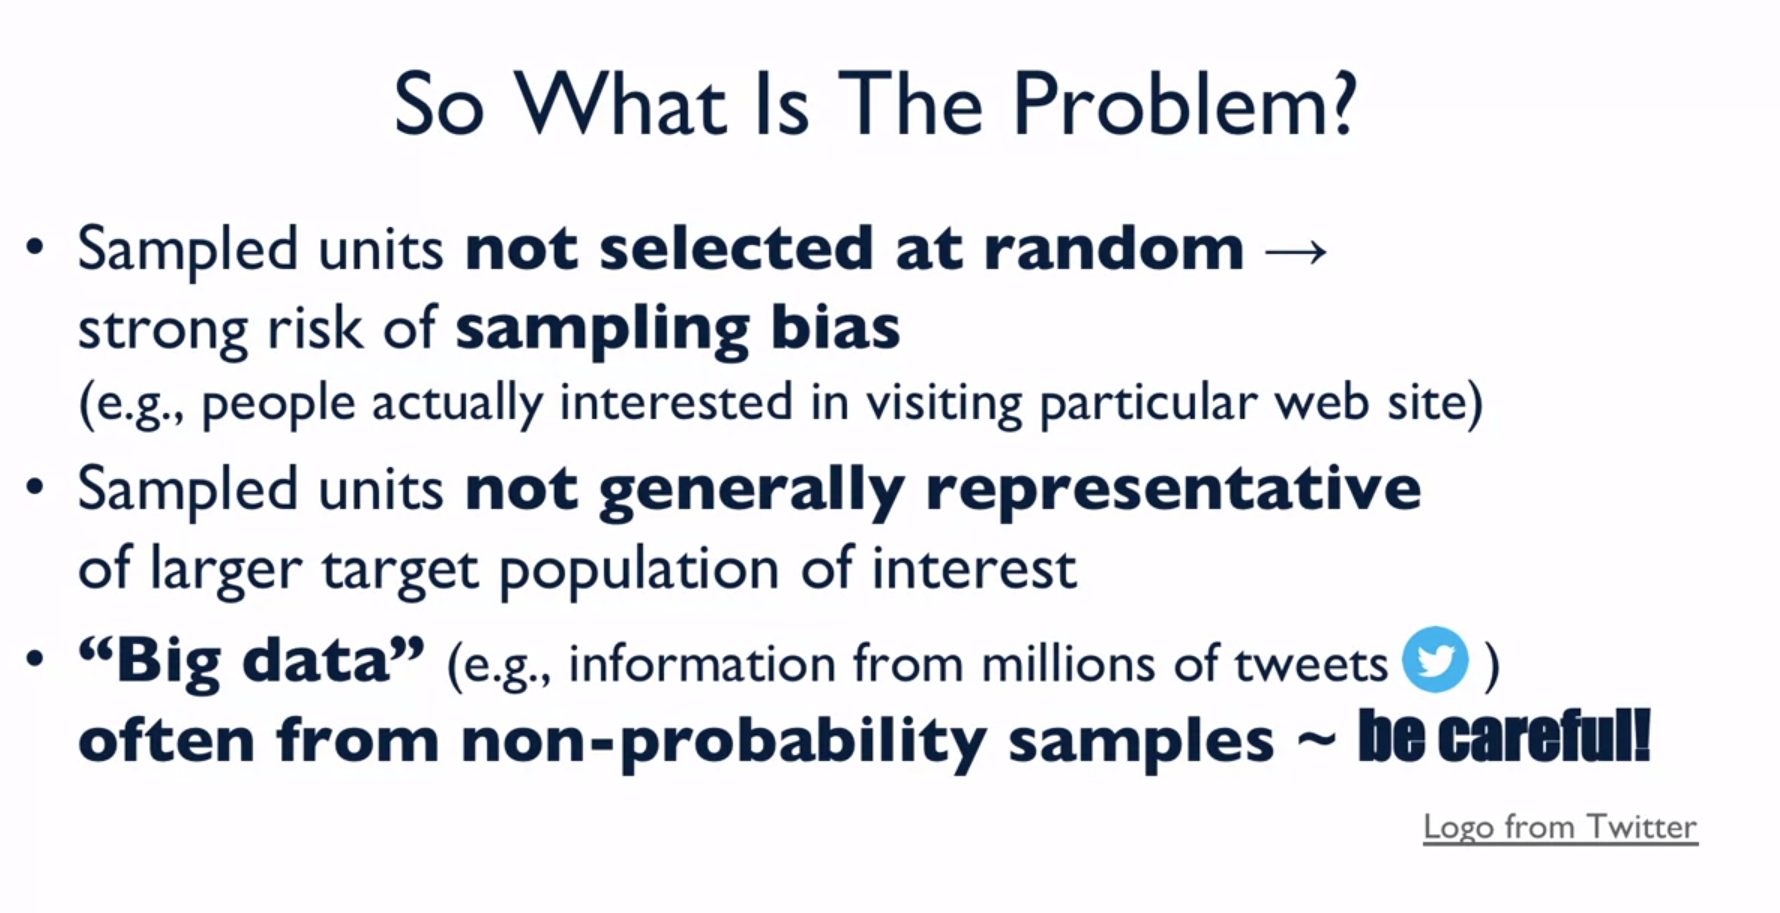 So What Is The Problem?
• Sampled units not selected at random →
strong risk of sampling bias
(e.g., people actually interested in visiting particular web site)
• Sampled units not generally representative
of larger target population of interest
• “Big data” (e.g., information from millions of tweets )
often from non-probability samples ~ be careful!
Logo from Twitter